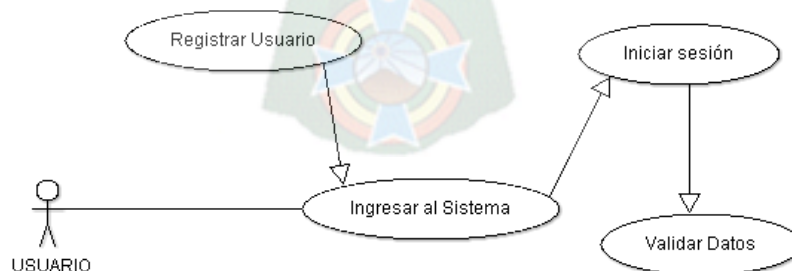 Registrar Usuario
Iniciar sesión
Ingresar al Sistema
Validar Datos
USUARIO